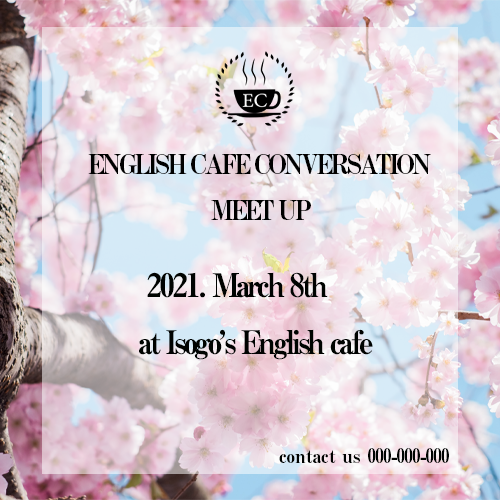 EC
ENGLISH CAFE CONVERSATION
MEET UP
2021. March 8th
at Isogo's English cafe
contact us 000-000-000